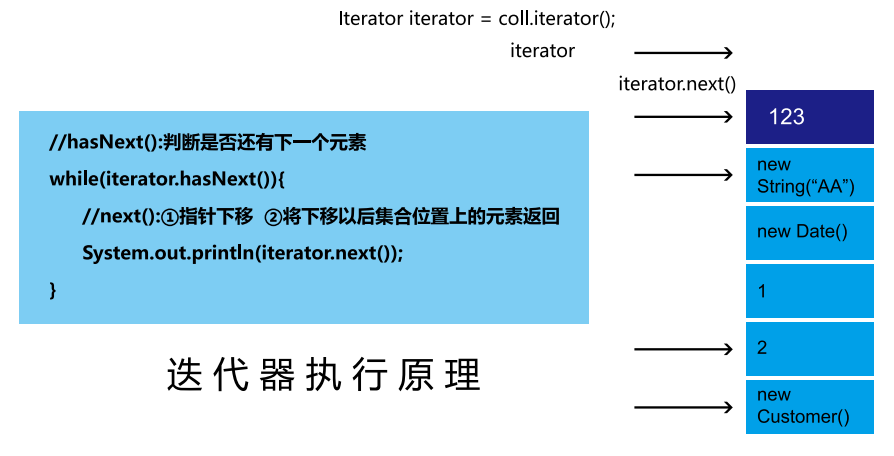 Iterator iterator = coll.iterator();
iterator
iterator.next()
//hasNext():判断是否还有下一个元素
while(iterator.hasNext()){
//next():①指针下移 ②将下移以后集合位置上的元素返回
System.out.println(iterator.next());
}
迭代器执行原理
123
new
String(“AA”)
new Date()
1
2
new
Customer()